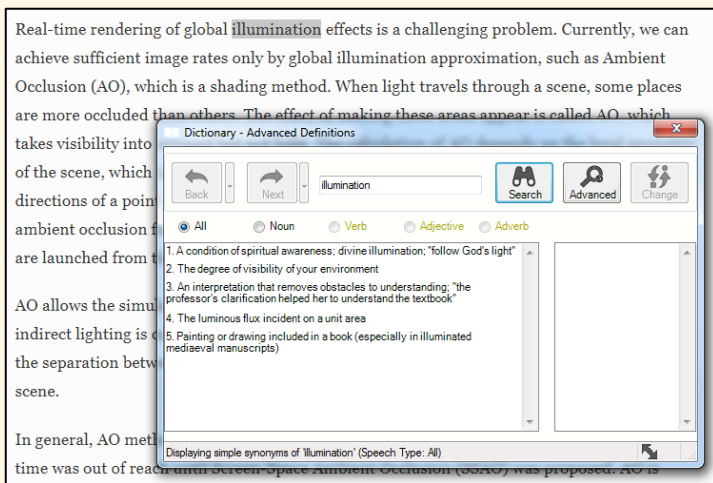 Real-time rendering of global illumination effects is a challenging problem. Currently, we can
achieve sufficient image rates only by global illumination approximation, such as Ambient
Occlusion (AO), which is a shading method. When light travels through a scene, some places
are more occluded than others. The effect of making these areas appear is called AO, which
takes visibility into
of the scene, which
directions of a point
ambient occlusion
are launched from
AO allows the
indirect lighting is
the separation
scene.
In general, AO
time was out of reach until Screen-Space Ambient Occlusion (SSAO) was proposed. AO is
Dictionary - Advanced Definitions
Back
Next
illumination
Search
Advanced
Change
All
Noun
Verb
Adjective
Adverb
1. A condition of spiritual awareness; divine illumination; "follow God's light"
2. The degree of visibility of your environment
3. An interpretation that removes obstacles to understanding; "the
professor's clarification helped her to understand the textbook"
4. The luminous flux incident on a unit area
5. Painting or drawing included in a book (especially in illuminated
mediaeval manuscripts)
Displaying simple synonyms of 'illumination' (Speech Type: All)